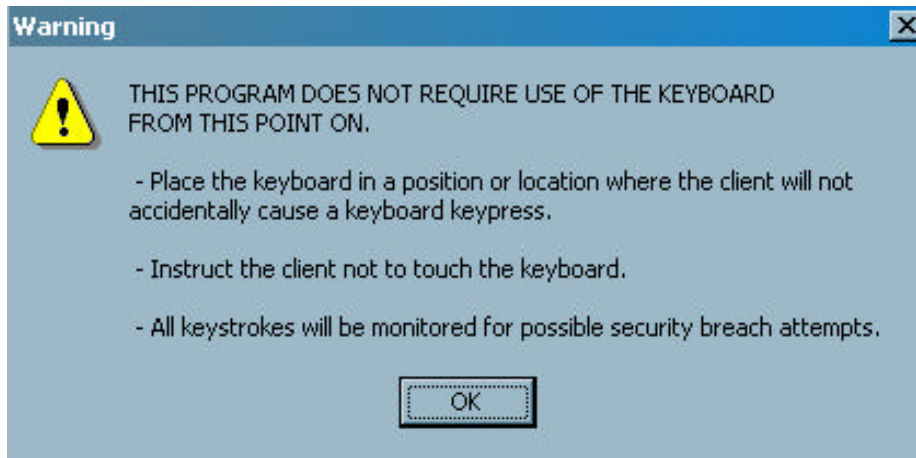 Warning
THIS PROGRAM DOES NOT REQUIRE USE OF THE KEYBOARD
FROM THIS POINT ON.
- Place the keyboard in a position or location where the client will not
accidentally cause a keyboard keypress.
- Instruct the client not to touch the keyboard.
- All keystrokes will be monitored for possible security breach attempts.
OK